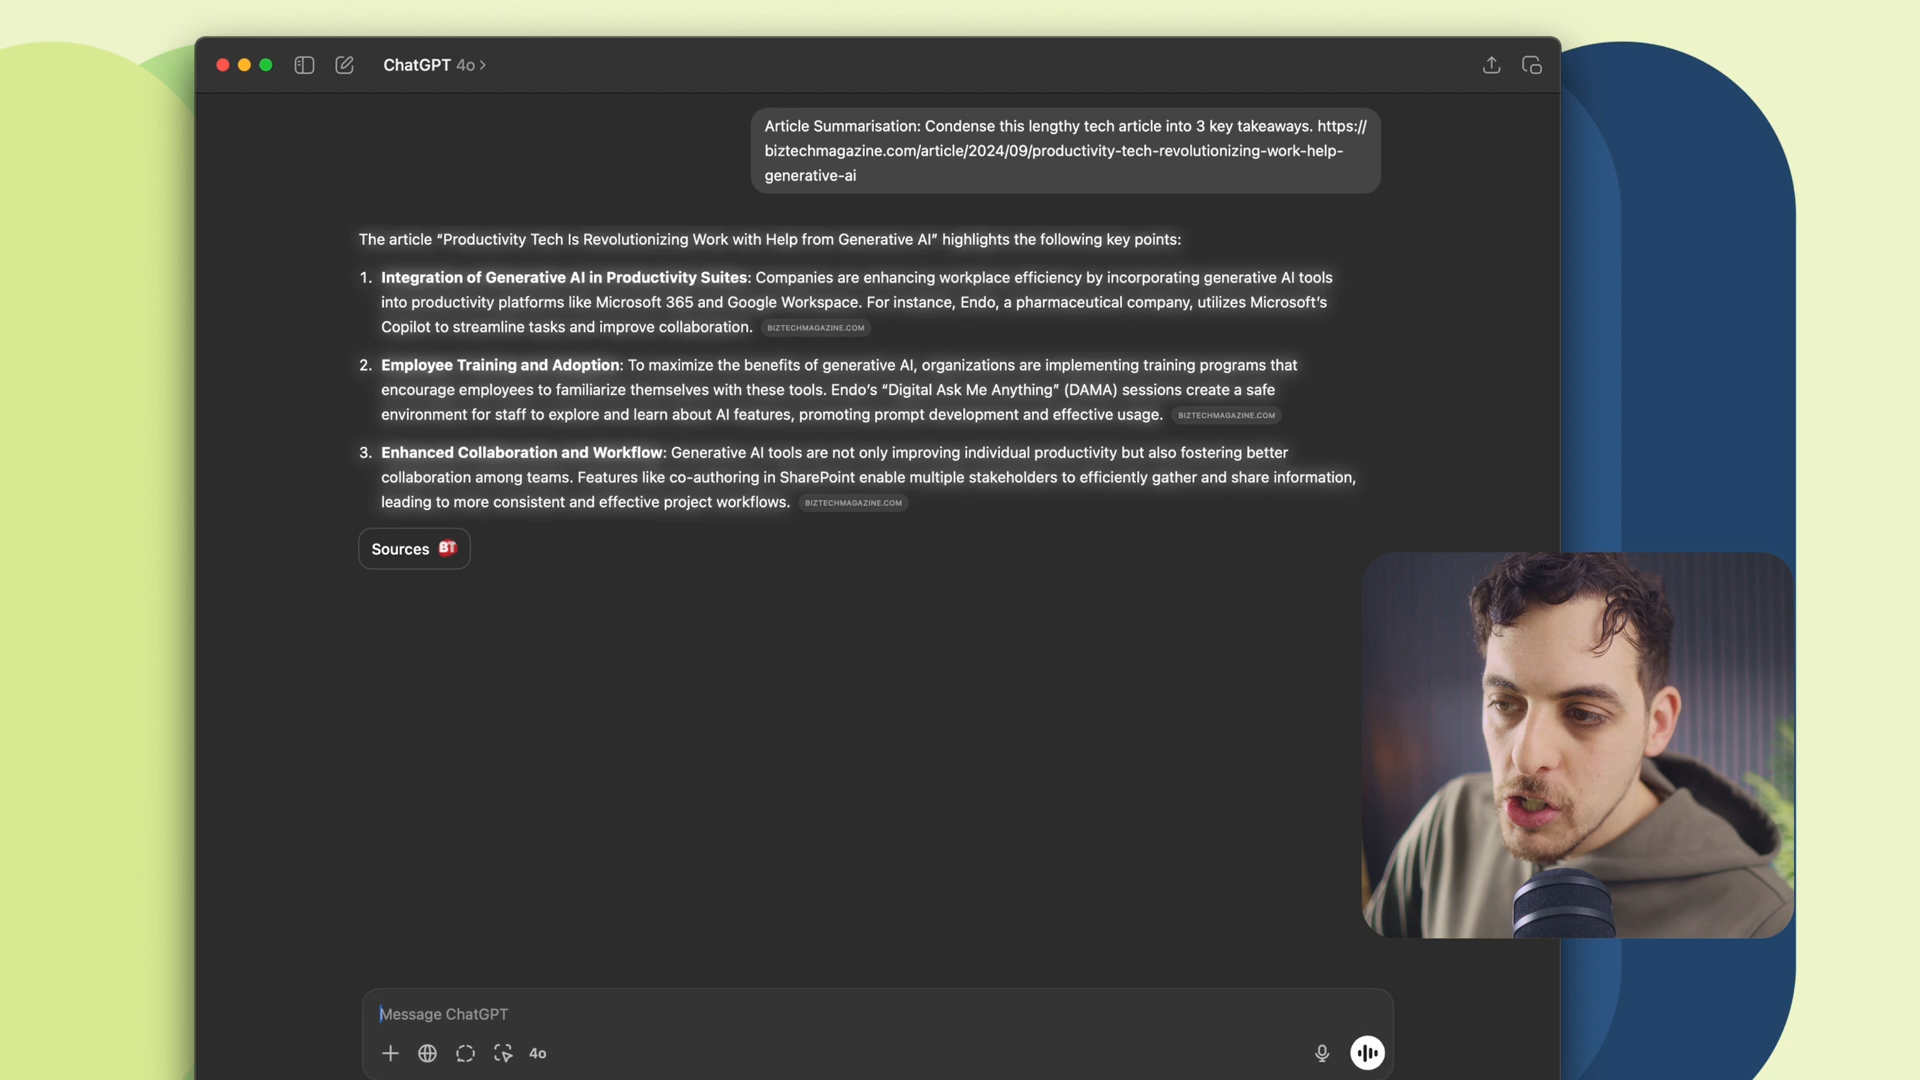 ChatGPT 4o >
Article Summarisation: Condense this lengthy tech article into 3 key takeaways. https://
biztechmagazine.com/article/2024/09/productivity-tech-revolutionizing-work-help-
generative-ai
The article “Productivity Tech Is Revolutionizing Work with Help from Generative AI” highlights the following key points:
1. Integration of Generative AI in Productivity Suites: Companies are enhancing workplace efficiency by incorporating generative AI tools
into productivity platforms like Microsoft 365 and Google Workspace. For instance, Endo, a pharmaceutical company, utilizes Microsoft’s
Copilot to streamline tasks and improve collaboration. BIZTECHMAGAZINE.COM
2. Employee Training and Adoption: To maximize the benefits of generative AI, organizations are implementing training programs that
encourage employees to familiarize themselves with these tools. Endo’s “Digital Ask Me Anything” (DAMA) sessions create a safe
environment for staff to explore and learn about AI features, promoting prompt development and effective usage. BIZTECHMAGAZINE.COM
3. Enhanced Collaboration and Workflow: Generative AI tools are not only improving individual productivity but also fostering better
collaboration among teams. Features like co-authoring in SharePoint enable multiple stakeholders to efficiently gather and share information,
leading to more consistent and effective project workflows. BIZTECHMAGAZINE.COM
Sources BT
Message ChatGPT
4o